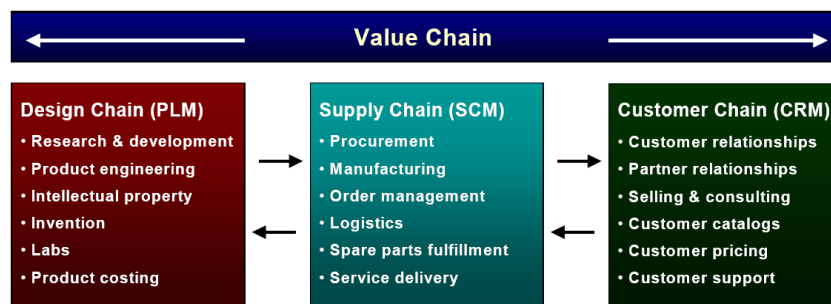 Value Chain
Design Chain (PLM)
• Research & development
• Product engineering
• Intellectual property
• Invention
• Labs
• Product costing
Supply Chain (SCM)
• Procurement
• Manufacturing
• Order management
• Logistics
• Spare parts fulfillment
• Service delivery
Customer Chain (CRM)
• Customer relationships
• Partner relationships
• Selling & consulting
• Customer catalogs
• Customer pricing
• Customer support